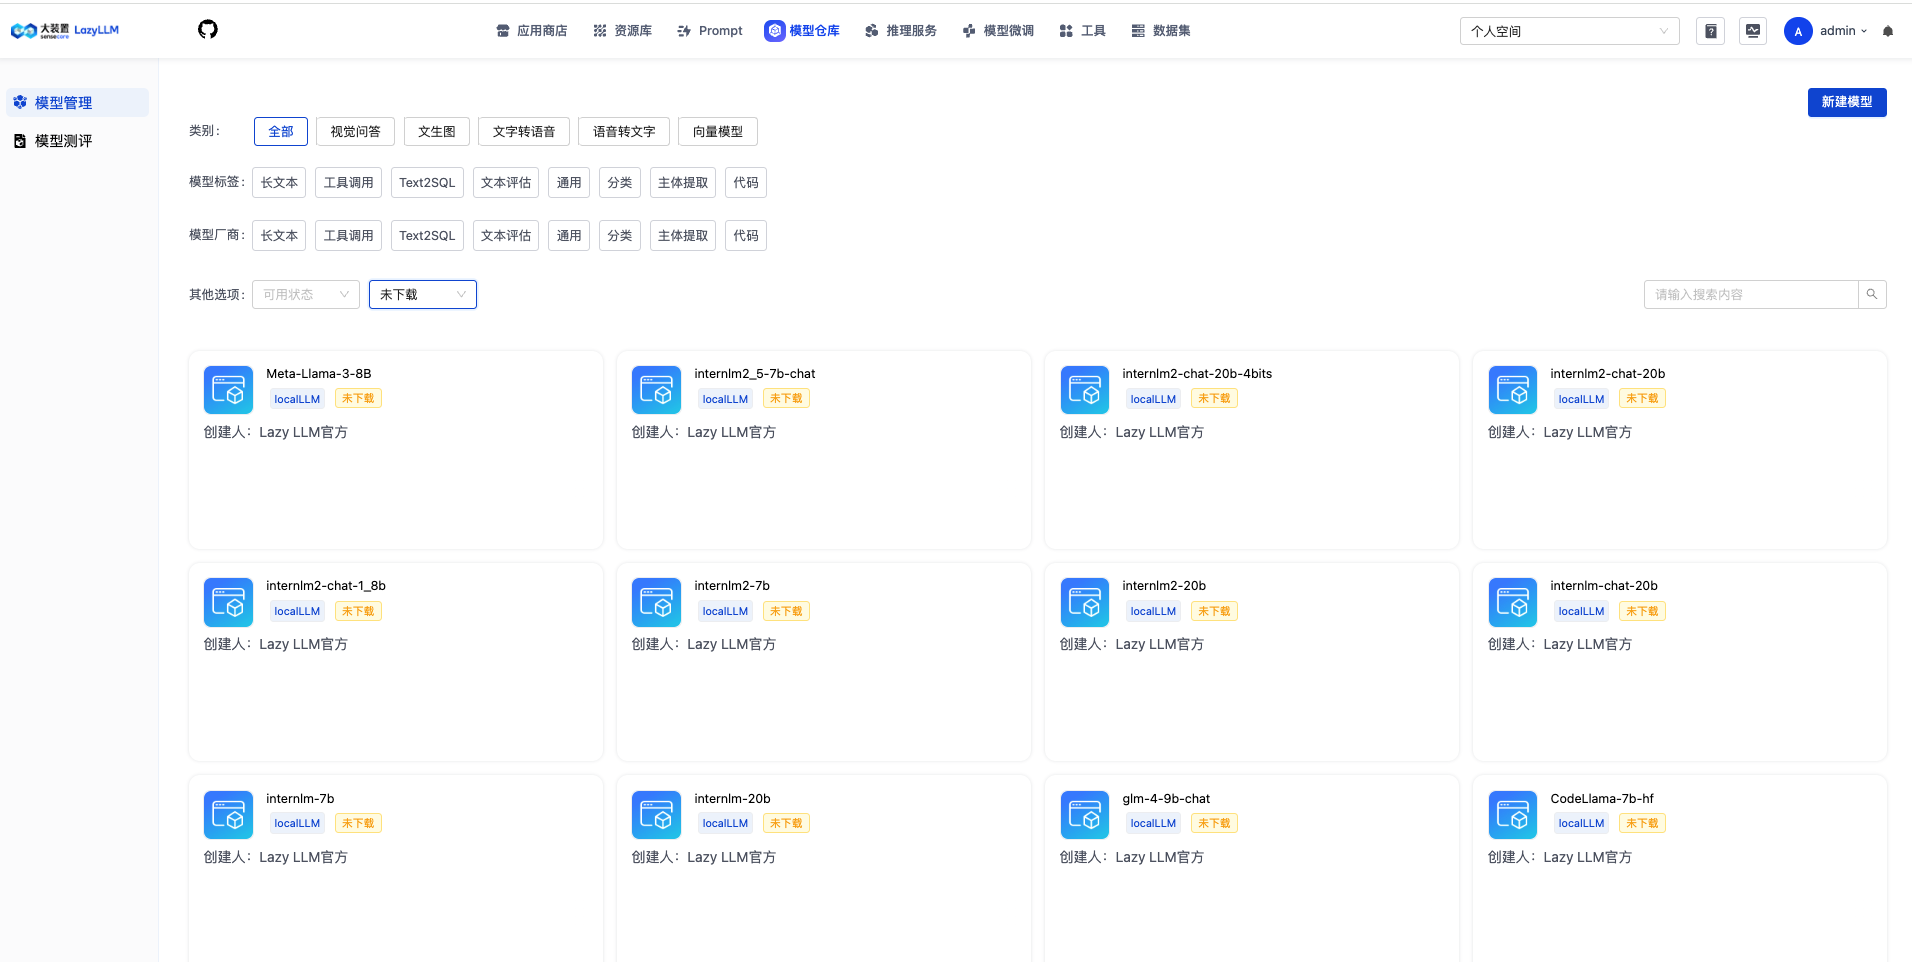 大装置 sensecore LazyLLM 应用商店 资源库 Prompt 模型仓库 推理服务 模型微调 工具 数据集 个人空间 A admin
模型管理
模型测评
新建模型
类别： 全部 视觉问答 文生图 文字转语音 语音转文字 向量模型
模型标签： 长文本 工具调用 Text2SQL 文本评估 通用 分类 主体提取 代码
模型厂商： 长文本 工具调用 Text2SQL 文本评估 通用 分类 主体提取 代码
其他选项： 可用状态 未下载 请输入搜索内容
Meta-Llama-3-8B
localLLM 未下载
创建人：Lazy LLM官方
internlm2_5-7b-chat
localLLM 未下载
创建人：Lazy LLM官方
internlm2-chat-20b-4bits
localLLM 未下载
创建人：Lazy LLM官方
internlm2-chat-20b
localLLM 未下载
创建人：Lazy LLM官方
internlm2-chat-1_8b
localLLM 未下载
创建人：Lazy LLM官方
internlm2-7b
localLLM 未下载
创建人：Lazy LLM官方
internlm2-20b
localLLM 未下载
创建人：Lazy LLM官方
internlm-chat-20b
localLLM 未下载
创建人：Lazy LLM官方
internlm-7b
localLLM 未下载
创建人：Lazy LLM官方
internlm-20b
localLLM 未下载
创建人：Lazy LLM官方
glm-4-9b-chat
localLLM 未下载
创建人：Lazy LLM官方
CodeLlama-7b-hf
localLLM 未下载
创建人：Lazy LLM官方